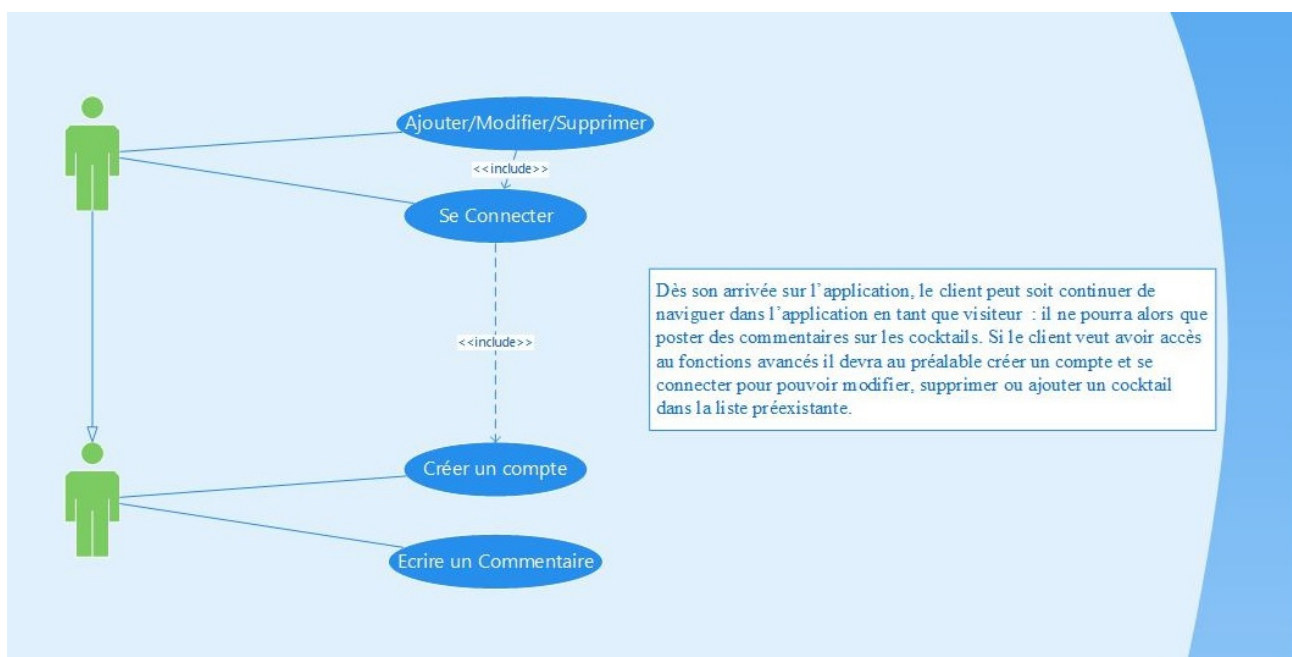 Ajouter/Modifier/Supprimer
<<include>>
Se Connecter
<<include>>
Créer un compte
Ecrire un Commentaire
Dès son arrivée sur l’application, le client peut soit continuer de
naviguer dans l’application en tant que visiteur : il ne pourra alors que
poster des commentaires sur les cocktails. Si le client veut avoir accès
au fonctions avancés il devra au préalable créer un compte et se
connecter pour pouvoir modifier, supprimer ou ajouter un cocktail
dans la liste préexistante.